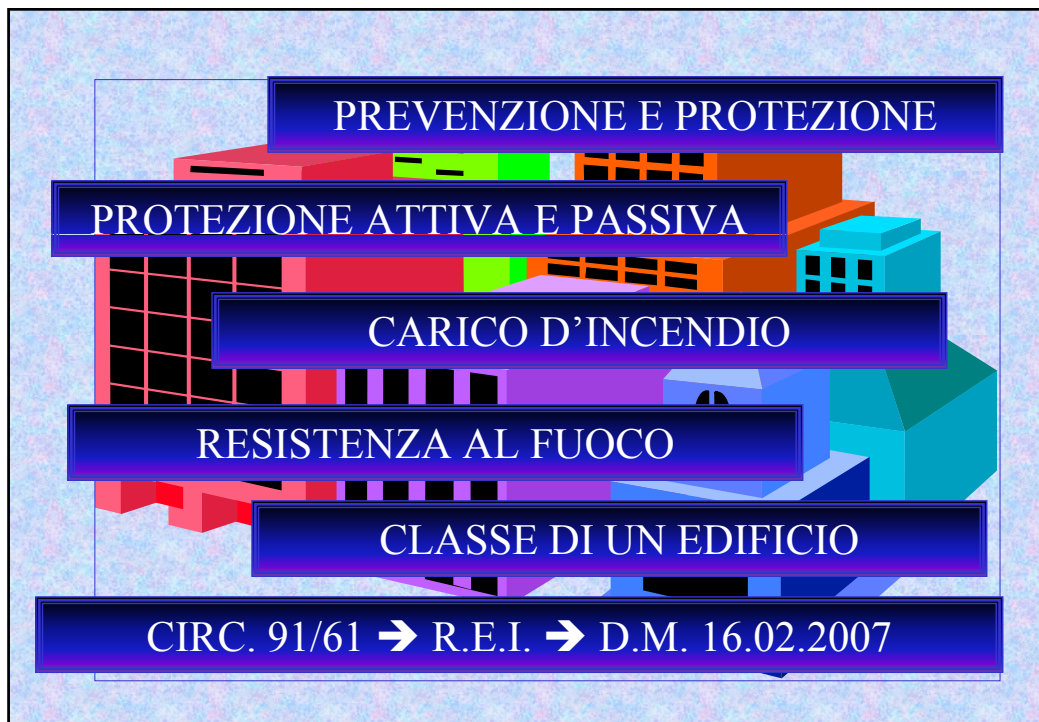 PREVENZIONE E PROTEZIONE
PROTEZIONE ATTIVA E PASSIVA
CARICO D’INCENDIO
RESISTENZA AL FUOCO
CLASSE DI UN EDIFICIO
CIRC. 91/61 ➔ R.E.I. ➔ D.M. 16.02.2007